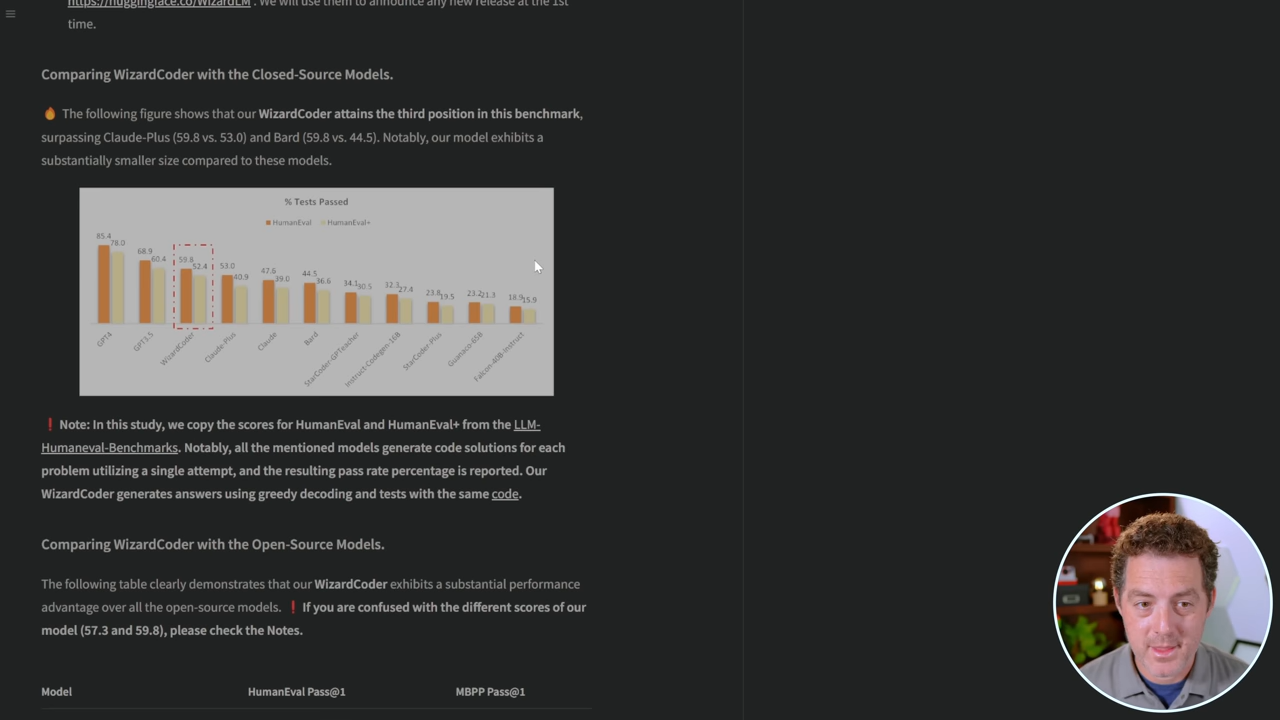 https://huggingface.co/WizardLM . We will use them to announce any new release at the 1st
time.
Comparing WizardCoder with the Closed-Source Models.
🔥 The following figure shows that our WizardCoder attains the third position in this benchmark,
surpassing Claude-Plus (59.8 vs. 53.0) and Bard (59.8 vs. 44.5). Notably, our model exhibits a
substantially smaller size compared to these models.
% Tests Passed
HumanEval HumanEval+
85.4 78.0 68.9 60.4 59.8 52.4 53.0 40.9 47.6 39.0 44.5 36.6 34.1 30.5 32.3 27.4 23.8 19.5 23.2 21.3 18.9 15.9
GPT4 GPT3.5 WizardCoder Claude-Plus Claude Bard StarCoder-GPTeacher Instruct-Codegen-16B StarCoder-Plus Guanaco-65B Falcon-40B-Instruct
❗ Note: In this study, we copy the scores for HumanEval and HumanEval+ from the LLM-
Humaneval-Benchmarks. Notably, all the mentioned models generate code solutions for each
problem utilizing a single attempt, and the resulting pass rate percentage is reported. Our
WizardCoder generates answers using greedy decoding and tests with the same code.
Comparing WizardCoder with the Open-Source Models.
The following table clearly demonstrates that our WizardCoder exhibits a substantial performance
advantage over all the open-source models. ❗ If you are confused with the different scores of our
model (57.3 and 59.8), please check the Notes.
Model HumanEval Pass@1 MBPP Pass@1